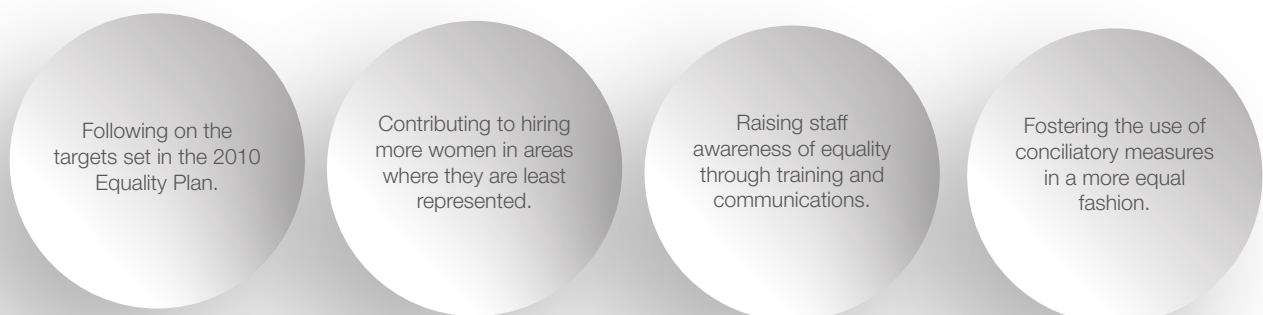 Following on the
targets set in the 2010
Equality Plan.
Contributing to hiring
more women in areas
where they are least
represented.
Raising staff
awareness of equality
through training and
communications.
Fostering the use of
conciliatory measures
in a more equal
fashion.